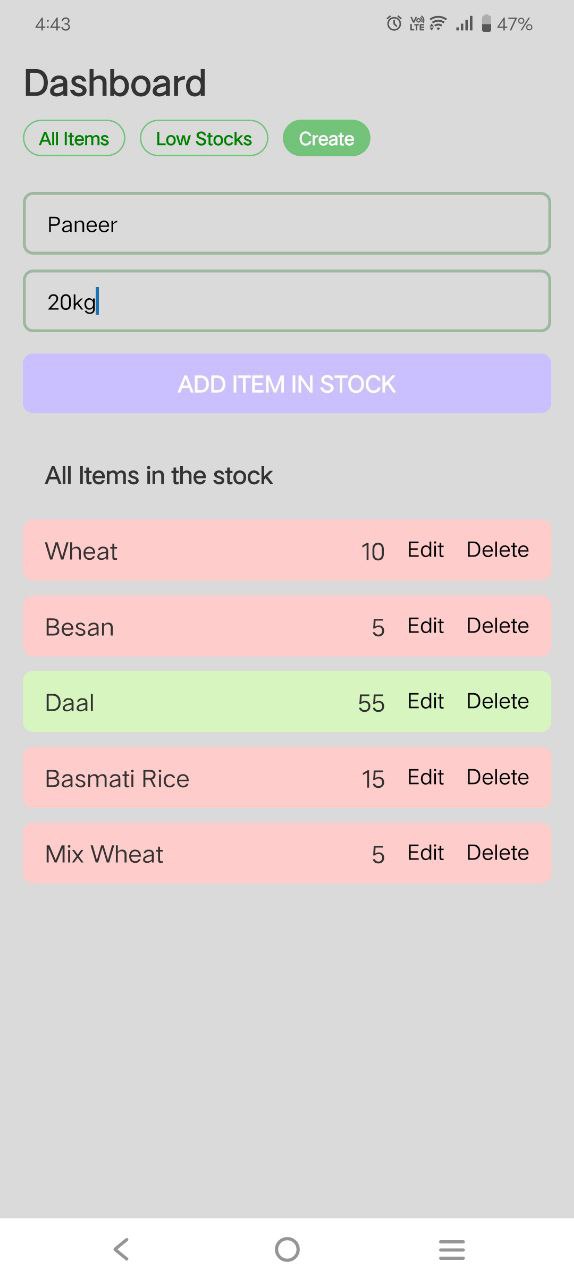 4:43 Vo) LTE 47%
Dashboard
All Items Low Stocks Create
Paneer
20kg
ADD ITEM IN STOCK
All Items in the stock
Wheat 10 Edit Delete
Besan 5 Edit Delete
Daal 55 Edit Delete
Basmati Rice 15 Edit Delete
Mix Wheat 5 Edit Delete